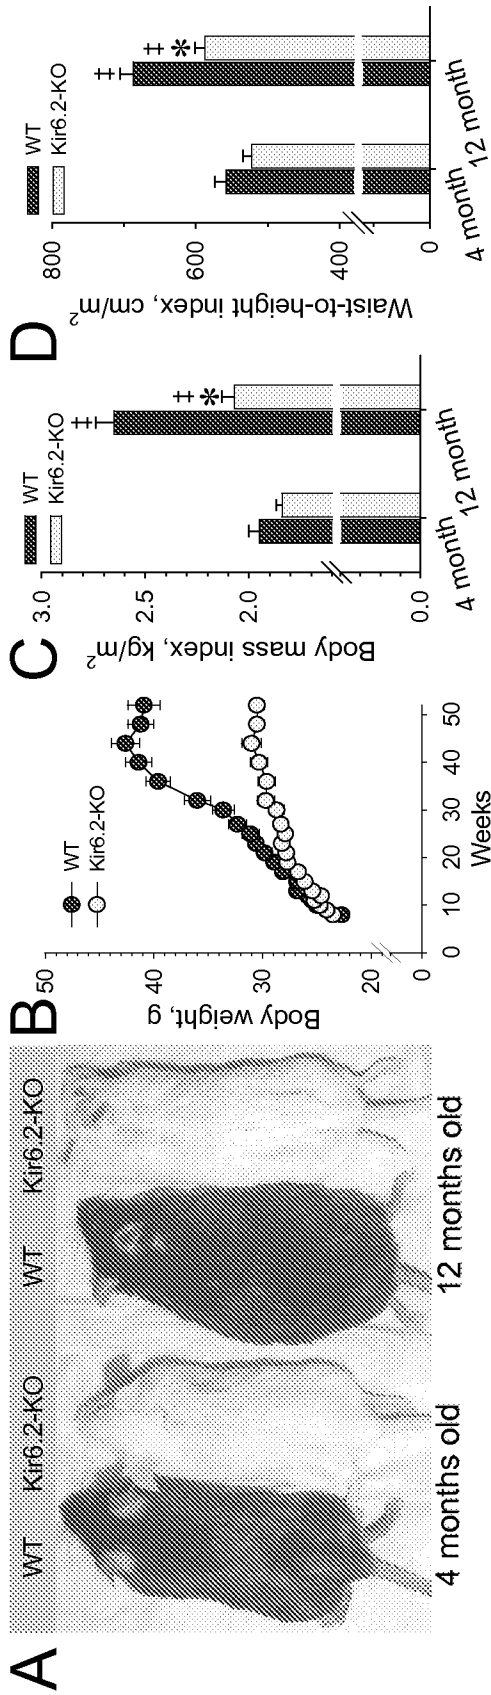 A
WT
Kir6.2-KO
WT
Kir6.2-KO
4 months old
12 months old
B
WT
Kir6.2-KO
Body weight, g
50
40
30
20
0
0
10
20
30
40
50
Weeks
C
WT
Kir6.2-KO
Body mass index, kg/m²
3.0
2.5
2.0
0.0
‡
‡
*
4 month
12 month
D
WT
Kir6.2-KO
Waist-to-height index, cm/m²
800
600
400
0
‡
‡
*
4 month
12 month